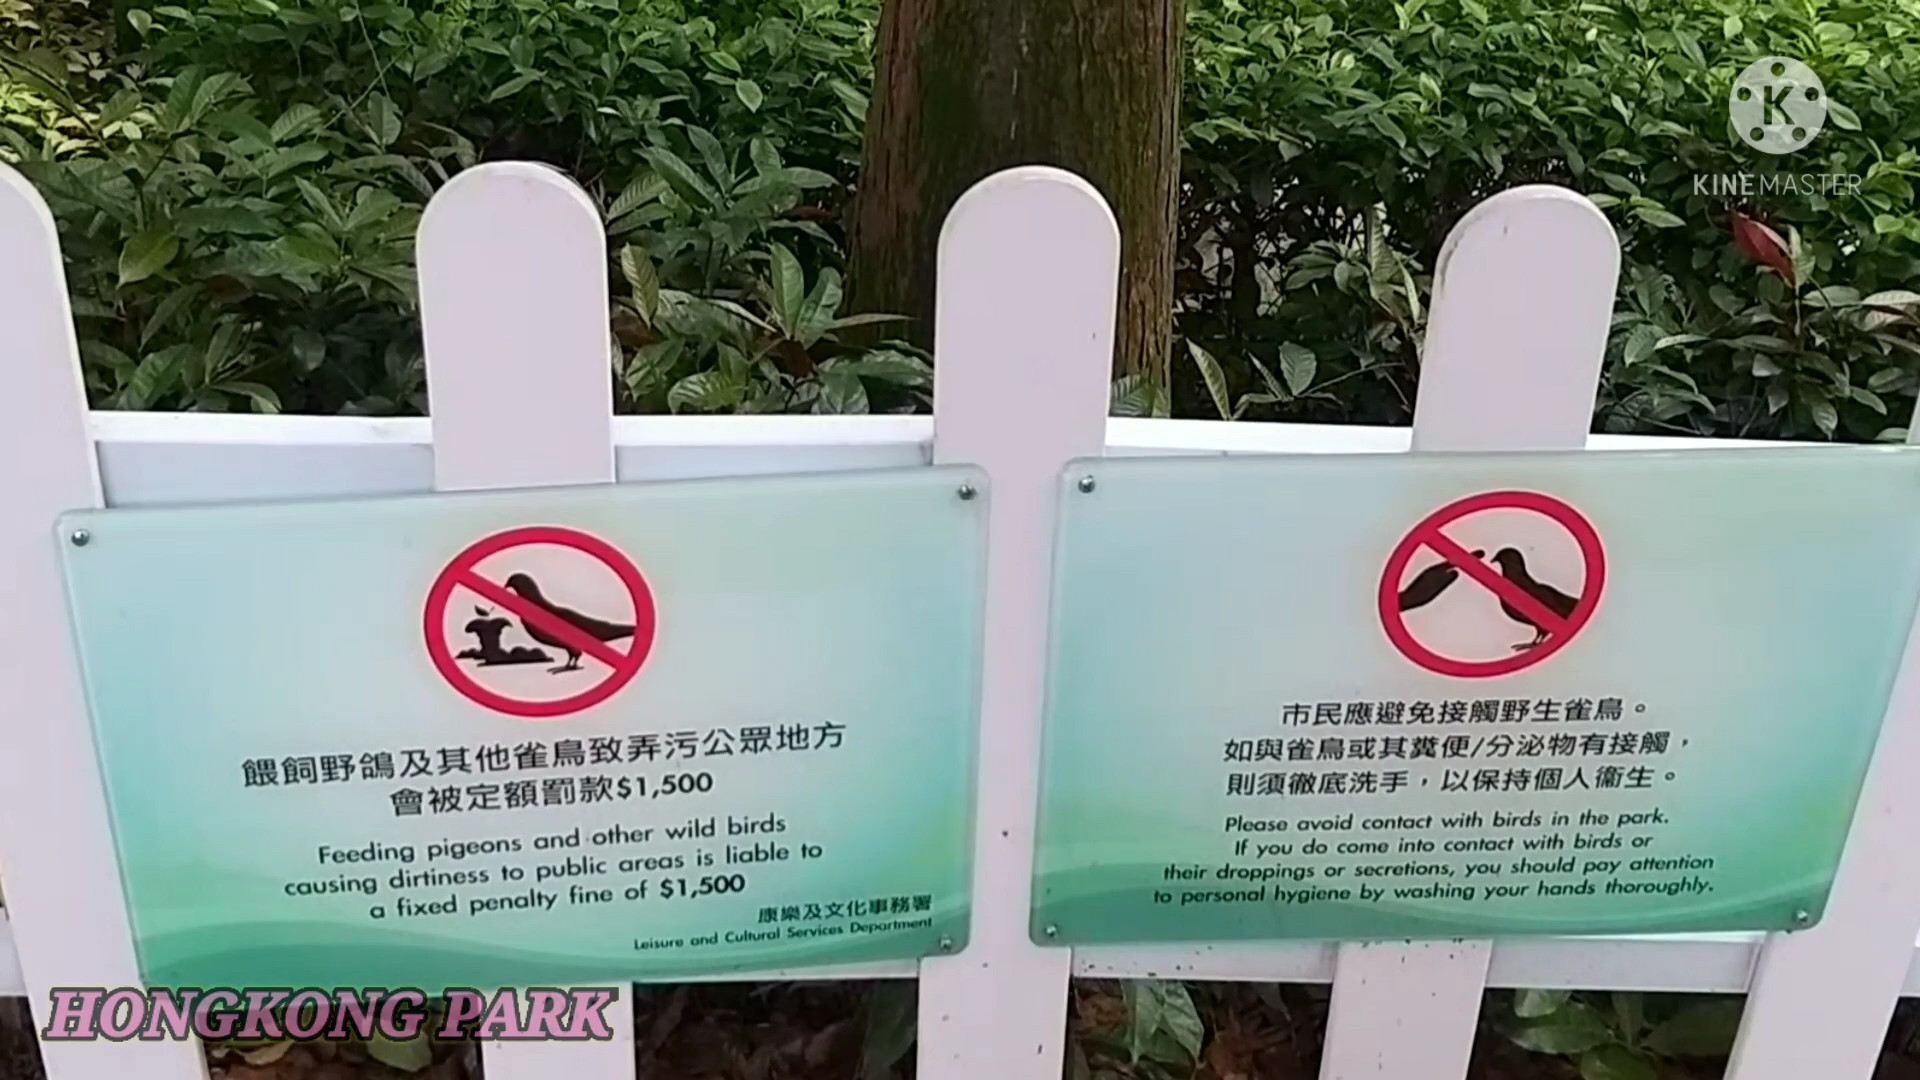 KINEMASTER
餵飼野鴿及其他雀鳥致弄污公眾地方
會被定額罰款$1,500
Feeding pigeons and other wild birds
causing dirtiness to public areas is liable to
a fixed penalty fine of $1,500
康樂及文化事務署
Leisure and Cultural Services Department
市民應避免接觸野生雀鳥。
如與雀鳥或其糞便/分泌物有接觸，
則須徹底洗手，以保持個人衞生。
Please avoid contact with birds in the park.
If you do come into contact with birds or
their droppings or secretions, you should pay attention
to personal hygiene by washing your hands thoroughly.
HONGKONG PARK